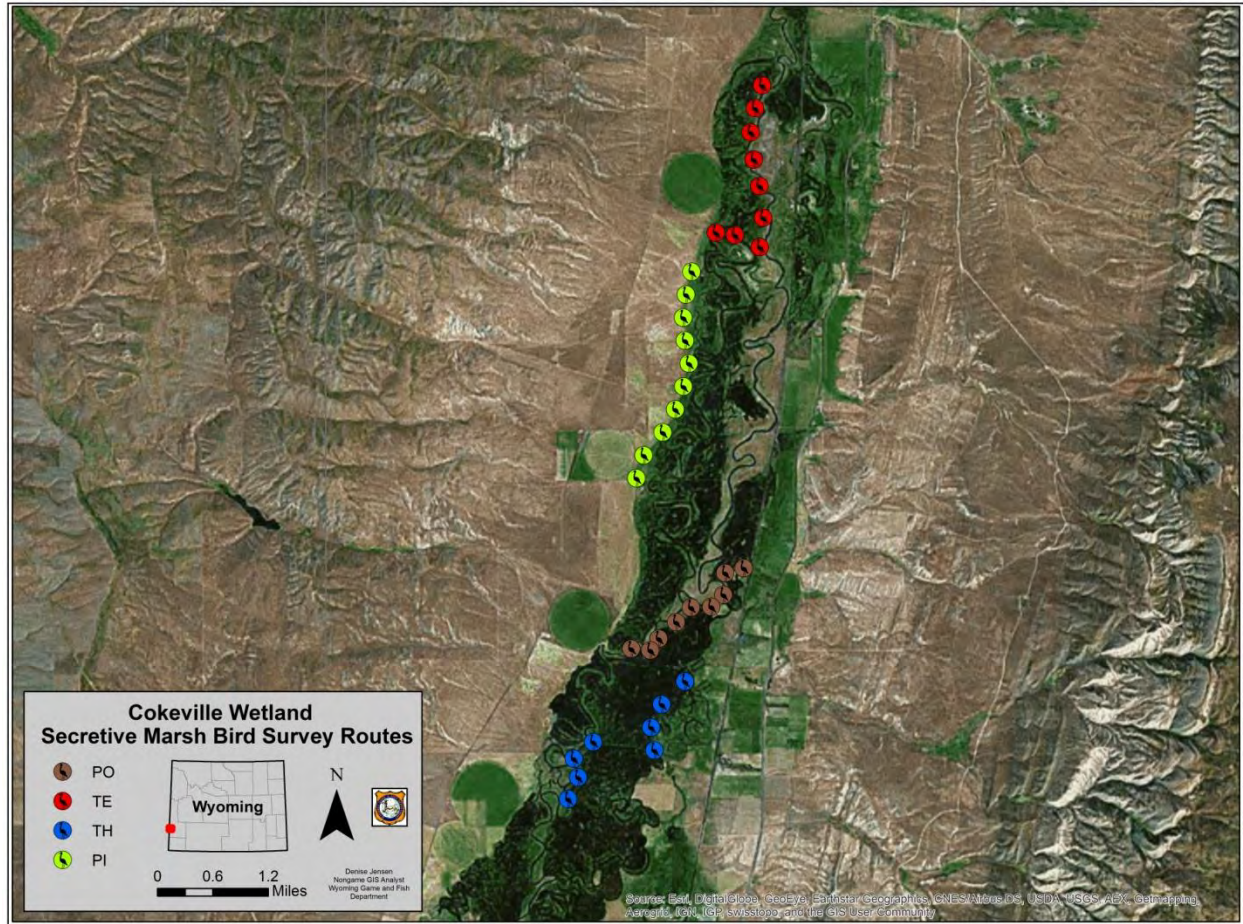 Cokeville Wetland
Secretive Marsh Bird Survey Routes
PO
TE
TH
PI
Wyoming
N
0 0.6 1.2
Miles
Denise Jensen
Nongame GIS Analyst
Wyoming Game and Fish
Department
Source: Esri, DigitalGlobe, GeoEye, Earthstar Geographics, CNES/Airbus DS, USDA, USGS, AEX, Getmapping,
Aerogrid, IGN, IGP, swisstopo, and the GIS User Community